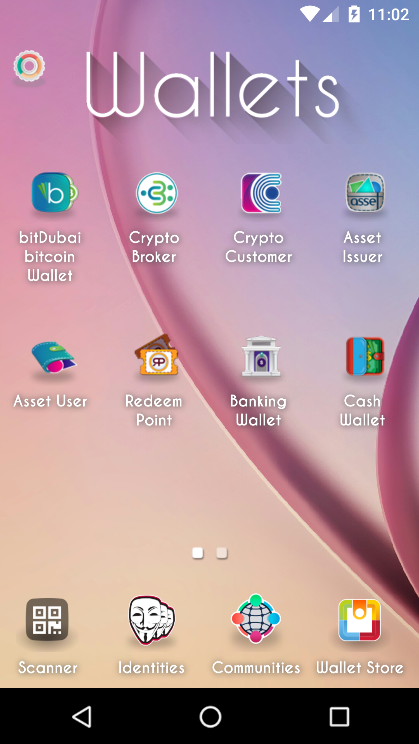 11:02
Wallets
bitDubai
bitcoin
Wallet
Crypto
Broker
Crypto
Customer
Asset
Issuer
asset
Asset User
Redeem
Point
Banking
Wallet
Cash
Wallet
Scanner
Identities
Communities
Wallet Store